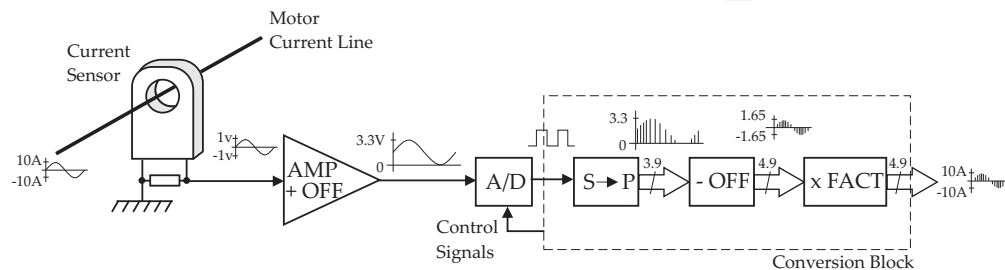 Motor
Current Line
Current
Sensor
10A
-10A
1v
-1v
AMP
+ OFF
3.3V
0
A/D
Control
Signals
S P
3.3
0
3.9
- OFF
1.65
-1.65
4.9
x FACT
4.9
10A
-10A
Conversion Block